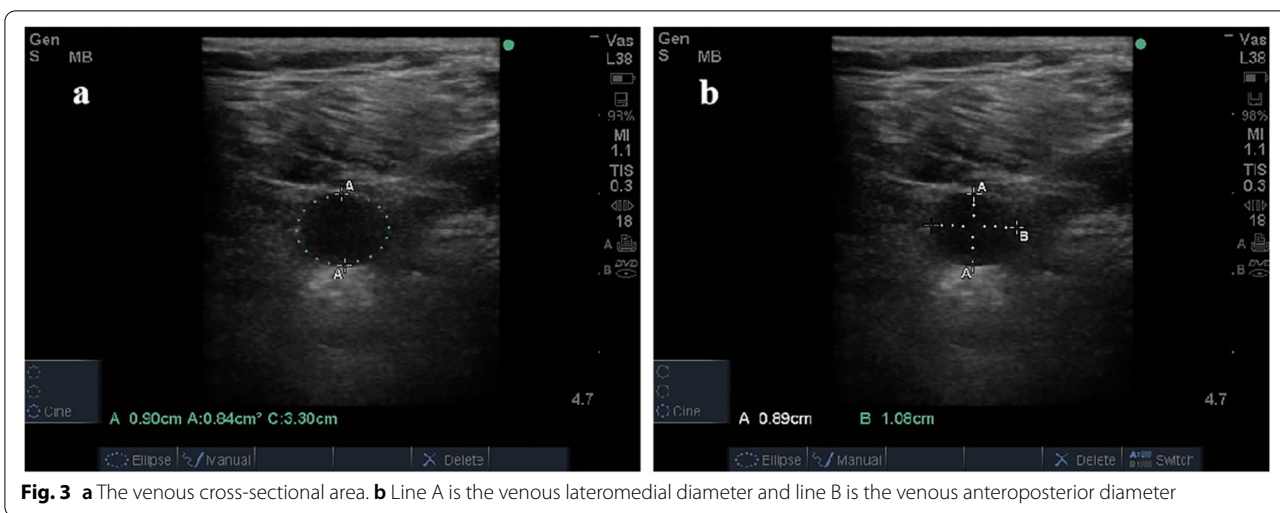 Gen
S MB
a
Vas
L38
93%
MI
1.1
TIS
0.3
18
A
B DVD
A
A
Cine
4.7
A 0.90cm A:0.84cm² C:3.30cm
Ellipse Manual Delete
Gen
S MB
b
Vas
L38
98%
MI
1.1
TIS
0.3
18
A
B DVD
A
B
A
Cine
4.7
A 0.89cm B 1.08cm
Ellipse Manual Delete Switch
Fig. 3 a The venous cross-sectional area. b Line A is the venous lateromedial diameter and line B is the venous anteroposterior diameter